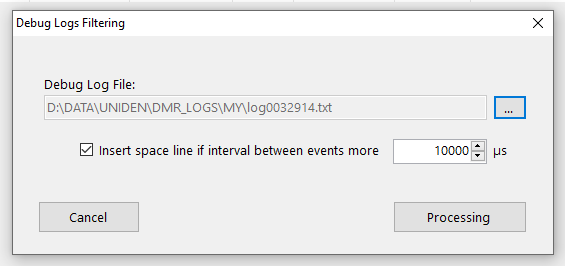 Debug Logs Filtering
Debug Log File:
D:\DATA\UNIDEN\DMR_LOGS\MY\log0032914.txt
...
Insert space line if interval between events more 10000 µs
Cancel
Processing